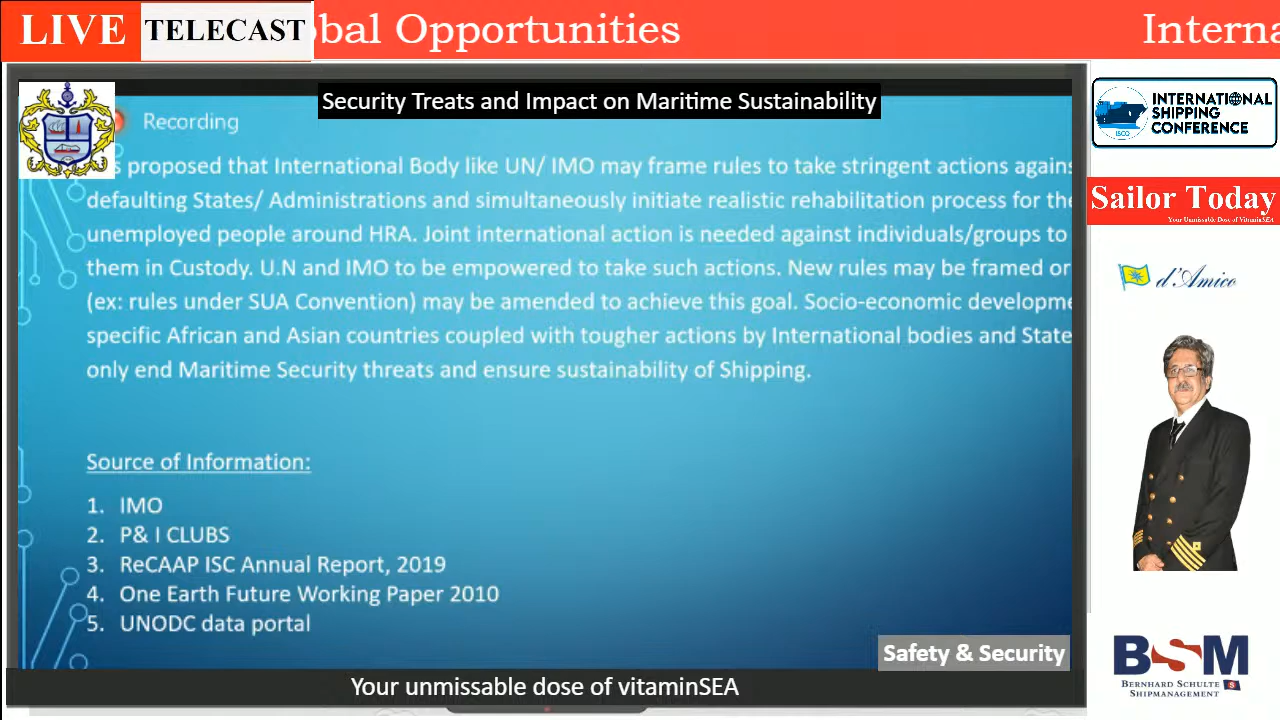 LIVE TELECAST
bal Opportunities
Interna
Security Treats and Impact on Maritime Sustainability
Recording
s proposed that International Body like UN/ IMO may frame rules to take stringent actions agains
defaulting States/ Administrations and simultaneously initiate realistic rehabilitation process for the
unemployed people around HRA. Joint international action is needed against individuals/groups to
them in Custody. U.N and IMO to be empowered to take such actions. New rules may be framed or
(ex: rules under SUA Convention) may be amended to achieve this goal. Socio-economic developme
specific African and Asian countries coupled with tougher actions by International bodies and State
only end Maritime Security threats and ensure sustainability of Shipping.
Source of Information:
1. IMO
2. P& I CLUBS
3. ReCAAP ISC Annual Report, 2019
4. One Earth Future Working Paper 2010
5. UNODC data portal
Safety & Security
Your unmissable dose of vitaminSEA
INTERNATIONAL
SHIPPING
CONFERENCE
ISCO
Sailor Today
Your Unmissable Dose of VitaminSEA
d'Amico
BSM
BERNHARD SCHULTE
SHIPMANAGEMENT